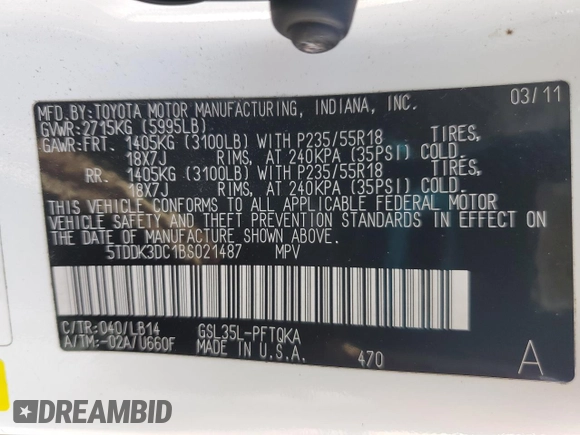 MFD.BY:TOYOTA MOTOR MANUFACTURING, INDIANA, INC. 03/11
GVWR:2715KG (5995LB)
GAWR:FRT. 1405KG (3100LB) WITH P235/55R18 TIRES,
18X7J RIMS, AT 240KPA (35PSI) COLD.
RR. 1405KG (3100LB) WITH P235/55R18 TIRES,
18X7J RIMS, AT 240KPA (35PSI) COLD.
THIS VEHICLE CONFORMS TO ALL APPLICABLE FEDERAL MOTOR
VEHICLE SAFETY AND THEFT PREVENTION STANDARDS IN EFFECT ON
THE DATE OF MANUFACTURE SHOWN ABOVE.
5TDDK3DC1BS021487 MPV
C/TR:040/LB14 GSL35L-PFTQKA
A/TM:-02A/U660F MADE IN U.S.A. 470 A
DREAMBID
DREAMBID